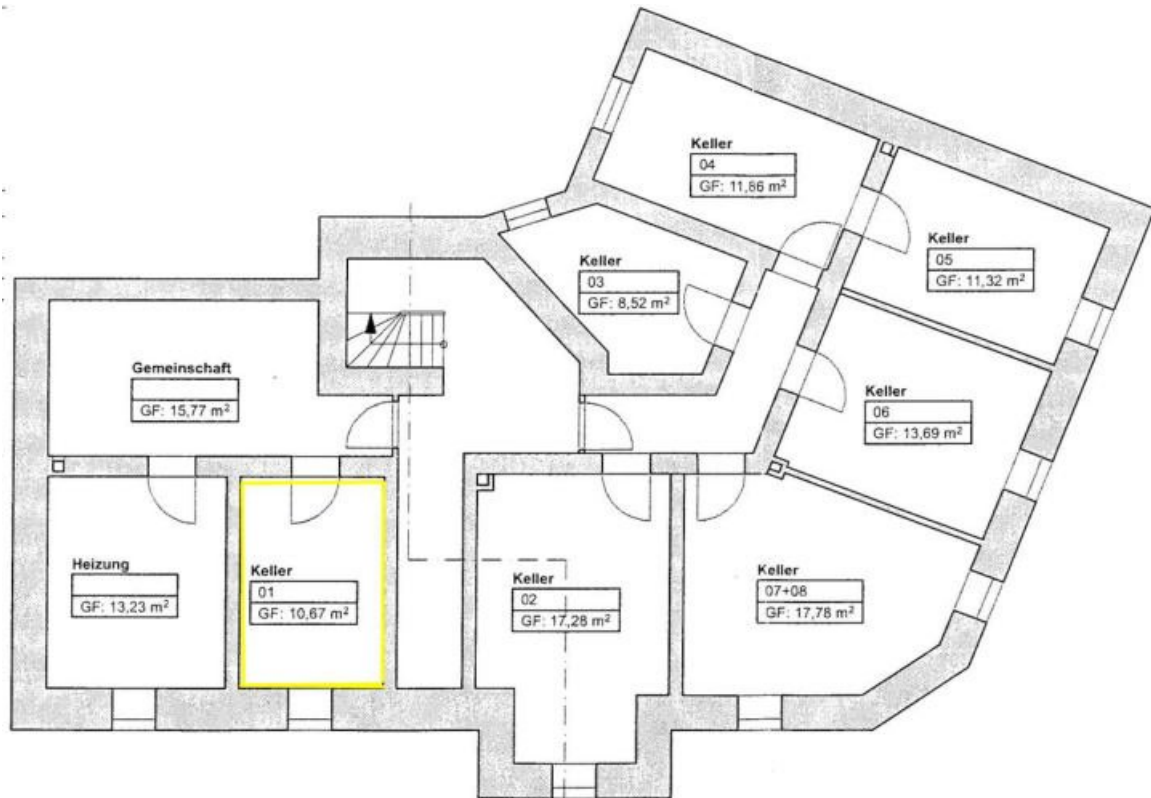 Keller
04
GF: 11,86 m²
Keller
05
GF: 11,32 m²
Keller
03
GF: 8,52 m²
Gemeinschaft
GF: 15,77 m²
Keller
06
GF: 13,69 m²
Heizung
GF: 13,23 m²
Keller
01
GF: 10,67 m²
Keller
02
GF: 17,28 m²
Keller
07+08
GF: 17,78 m²